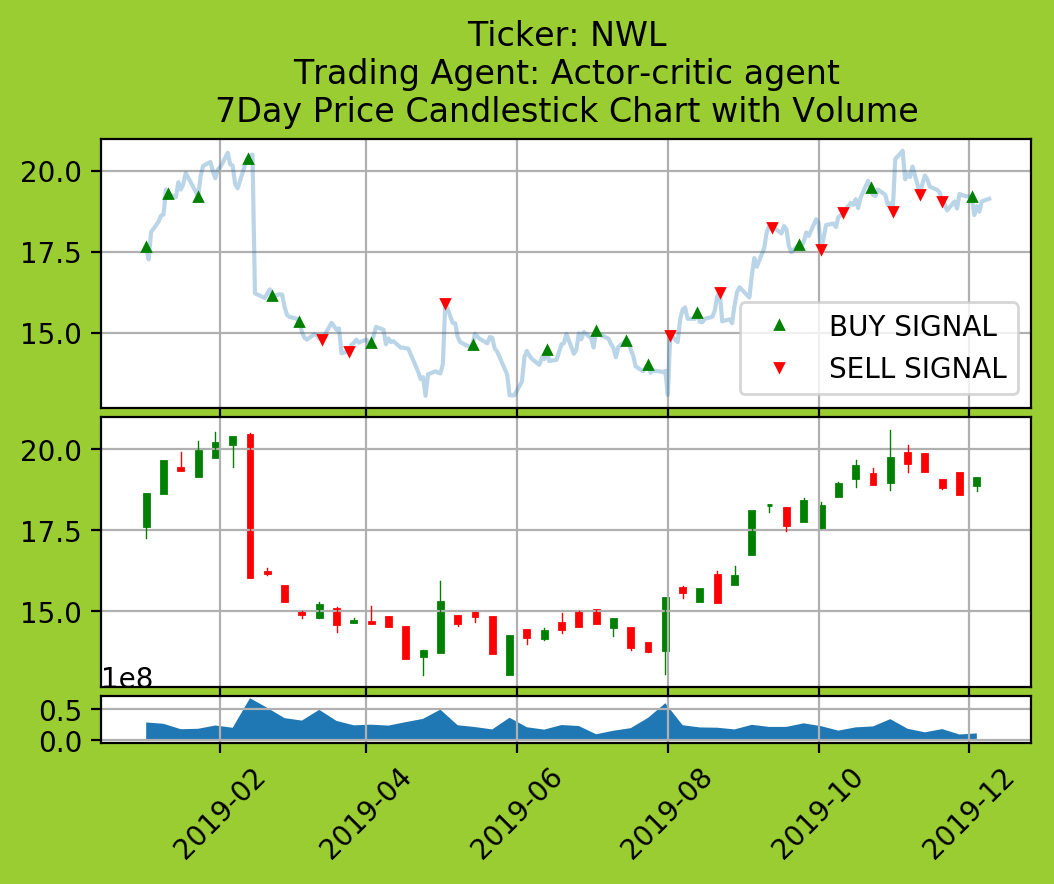 Ticker: NWL
Trading Agent: Actor-critic agent
7Day Price Candlestick Chart with Volume
20.0
17.5
15.0
BUY SIGNAL
SELL SIGNAL
20.0
17.5
15.0
1e8
0.5
0.0
2019-02
2019-04
2019-06
2019-08
2019-10
2019-12